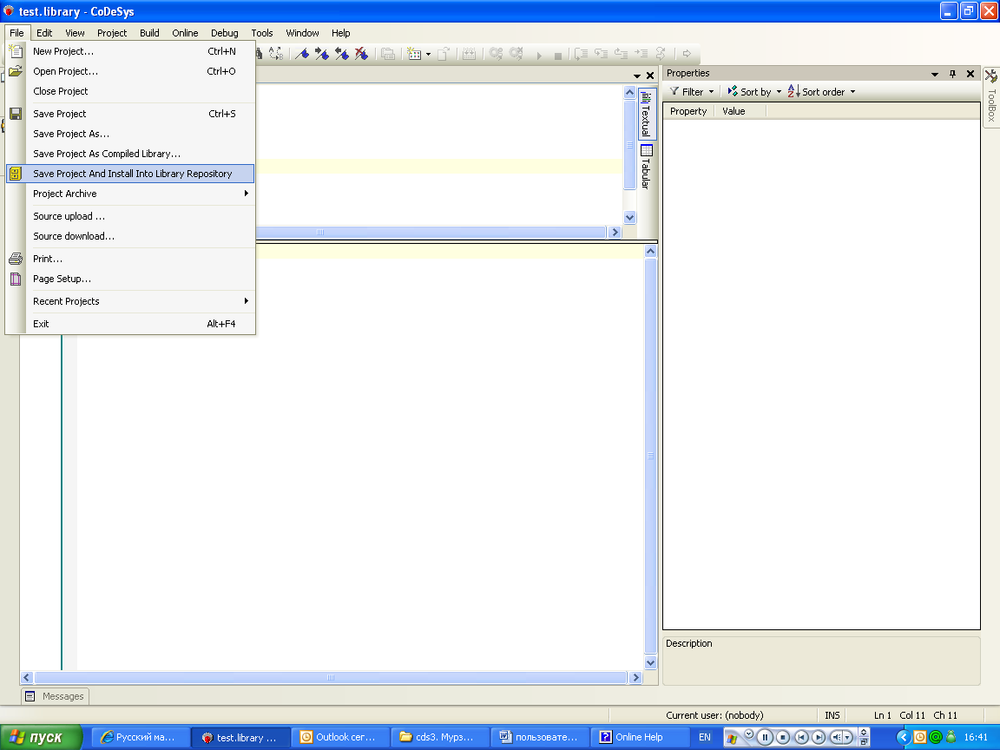 test.library - CoDeSys
File Edit View Project Build Online Debug Tools Window Help
New Project... Ctrl+N
Open Project... Ctrl+O
Close Project
Save Project Ctrl+S
Save Project As...
Save Project As Compiled Library...
Save Project And Install Into Library Repository
Project Archive
Source upload ...
Source download...
Print...
Page Setup...
Recent Projects
Exit Alt+F4
Textual
Tabular
Properties
Filter Sort by Sort order
Property Value
Description
ToolBox
Messages
Current user: (nobody) INS Ln 1 Col 11 Ch 11
пуск Русский ма... test.library ... Outlook сег... cds3. Мурз... пользовате... Online Help EN 16:41